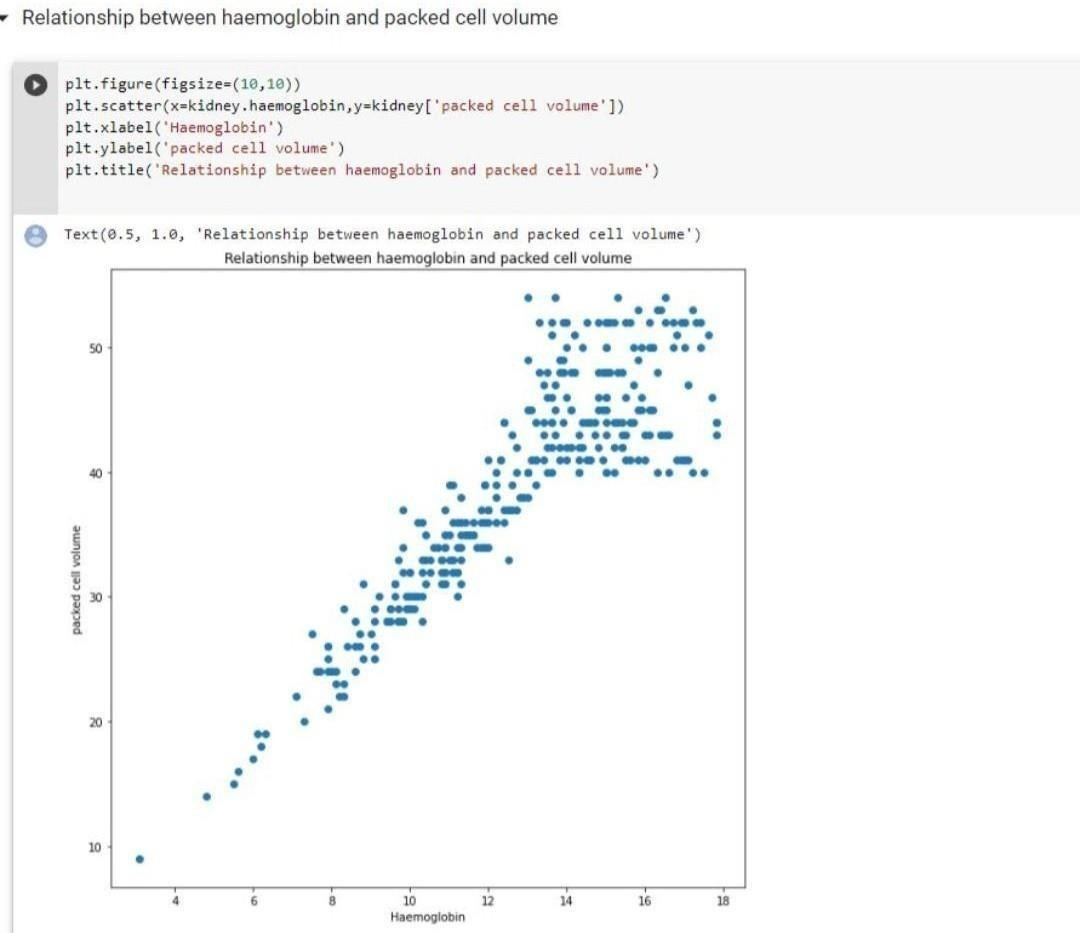 Relationship between haemoglobin and packed cell volume
plt.figure(figsize=(10,10))
plt.scatter(x=kidney.haemoglobin,y=kidney['packed cell volume'])
plt.xlabel('Haemoglobin')
plt.ylabel('packed cell volume')
plt.title('Relationship between haemoglobin and packed cell volume')
Text(0.5, 1.0, 'Relationship between haemoglobin and packed cell volume')
Relationship between haemoglobin and packed cell volume
50
40
30
20
10
packed cell volume
4 6 8 10 12 14 16 18
Haemoglobin